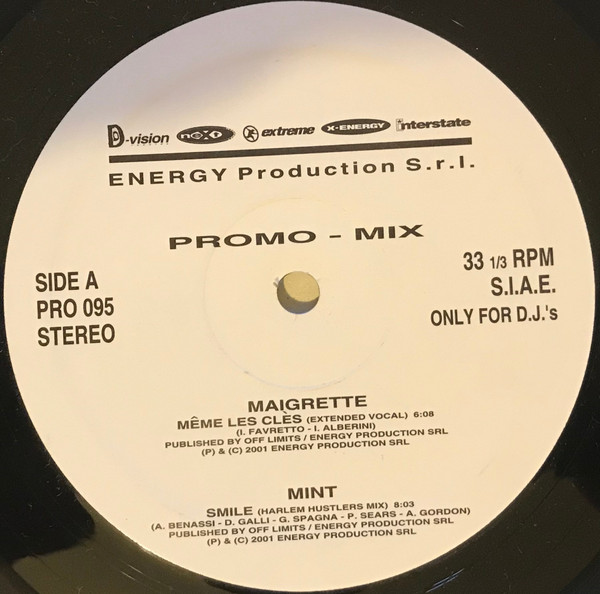 D-vision next extreme X-ENERGY interstate
ENERGY Production S.r.l.
PROMO - MIX
SIDE A
PRO 095
STEREO
33 1/3 RPM
S.I.A.E.
ONLY FOR D.J.'s
MAIGRETTE
MÊME LES CLÈS (EXTENDED VOCAL) 6:08
(I. FAVRETTO - I. ALBERINI)
PUBLISHED BY OFF LIMITS / ENERGY PRODUCTION SRL
(P) & (C) 2001 ENERGY PRODUCTION SRL
MINT
SMILE (HARLEM HUSTLERS MIX) 8:03
(A. BENASSI - D. GALLI - G. SPAGNA - P. SEARS - A. GORDON)
PUBLISHED BY OFF LIMITS / ENERGY PRODUCTION SRL
(P) & (C) 2001 ENERGY PRODUCTION SRL